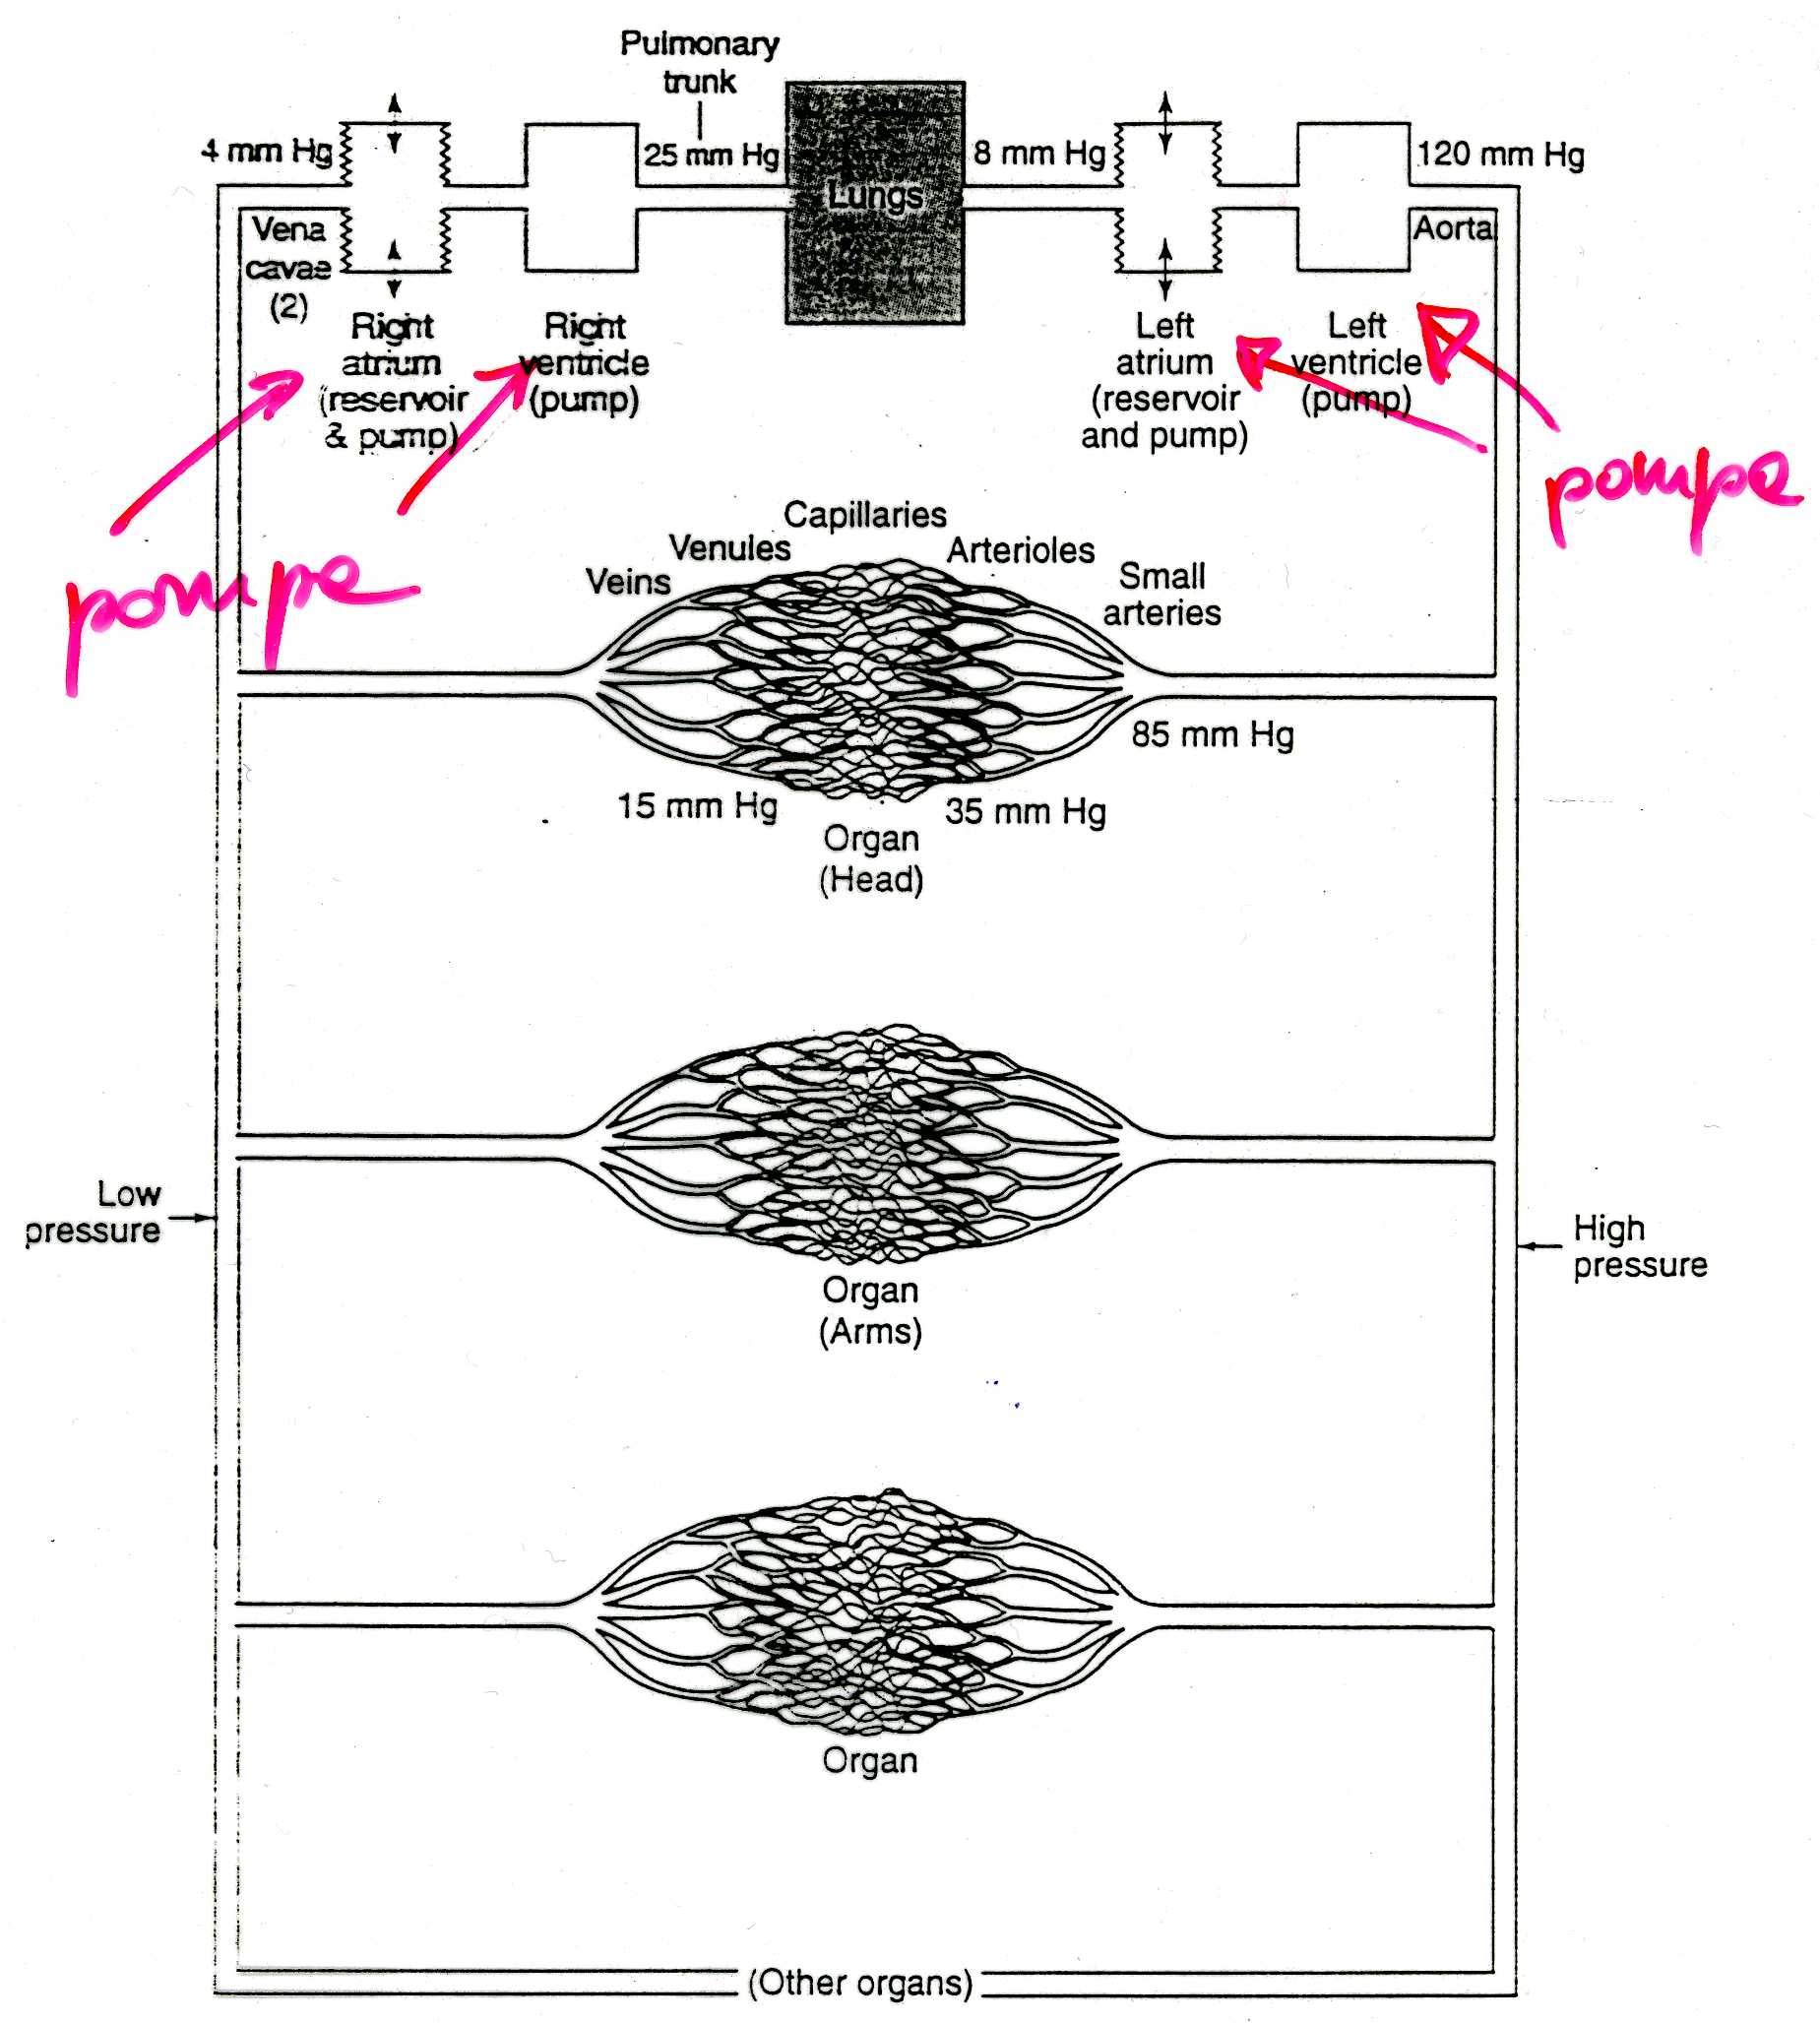 Pulmonary
trunk
4 mm Hg
25 mm Hg
8 mm Hg
120 mm Hg
Lungs
Vena
cavae
(2)
Aorta
Right
atrium
(reservoir
& pump)
Right
ventricle
(pump)
Left
atrium
(reservoir
and pump)
Left
ventricle
(pump)
pompe
pompe
Capillaries
Venules
Arterioles
Veins
Small
arteries
85 mm Hg
15 mm Hg
35 mm Hg
Organ
(Head)
Low
pressure
High
pressure
Organ
(Arms)
Organ
(Other organs)